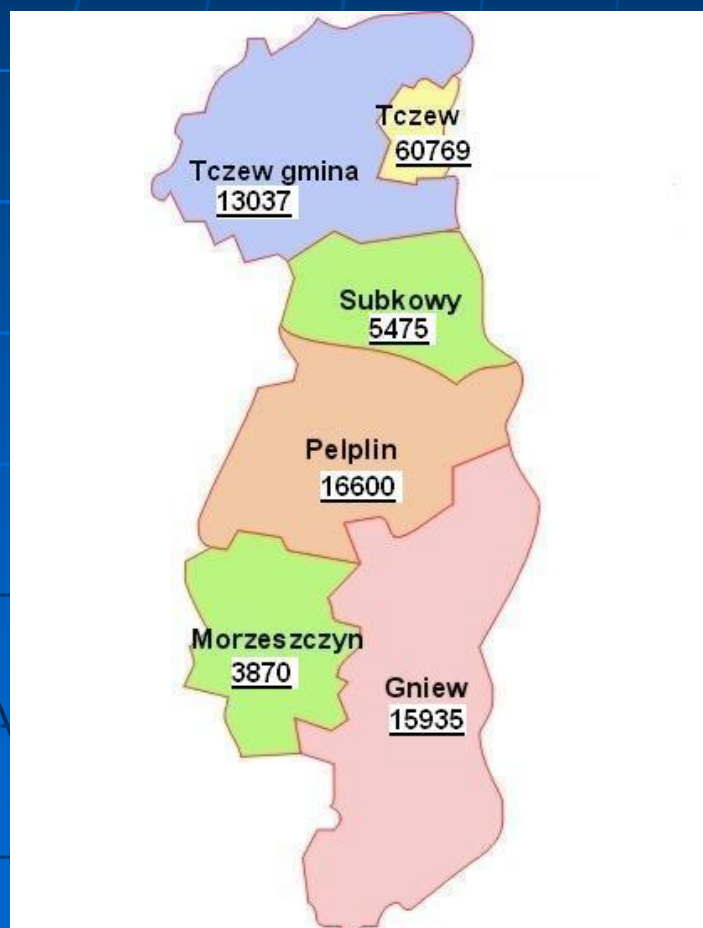 Tczew
60769
Tczew gmina
13037
Subkowy
5475
Pelplin
16600
Morzeszczyn
3870
Gniew
15935